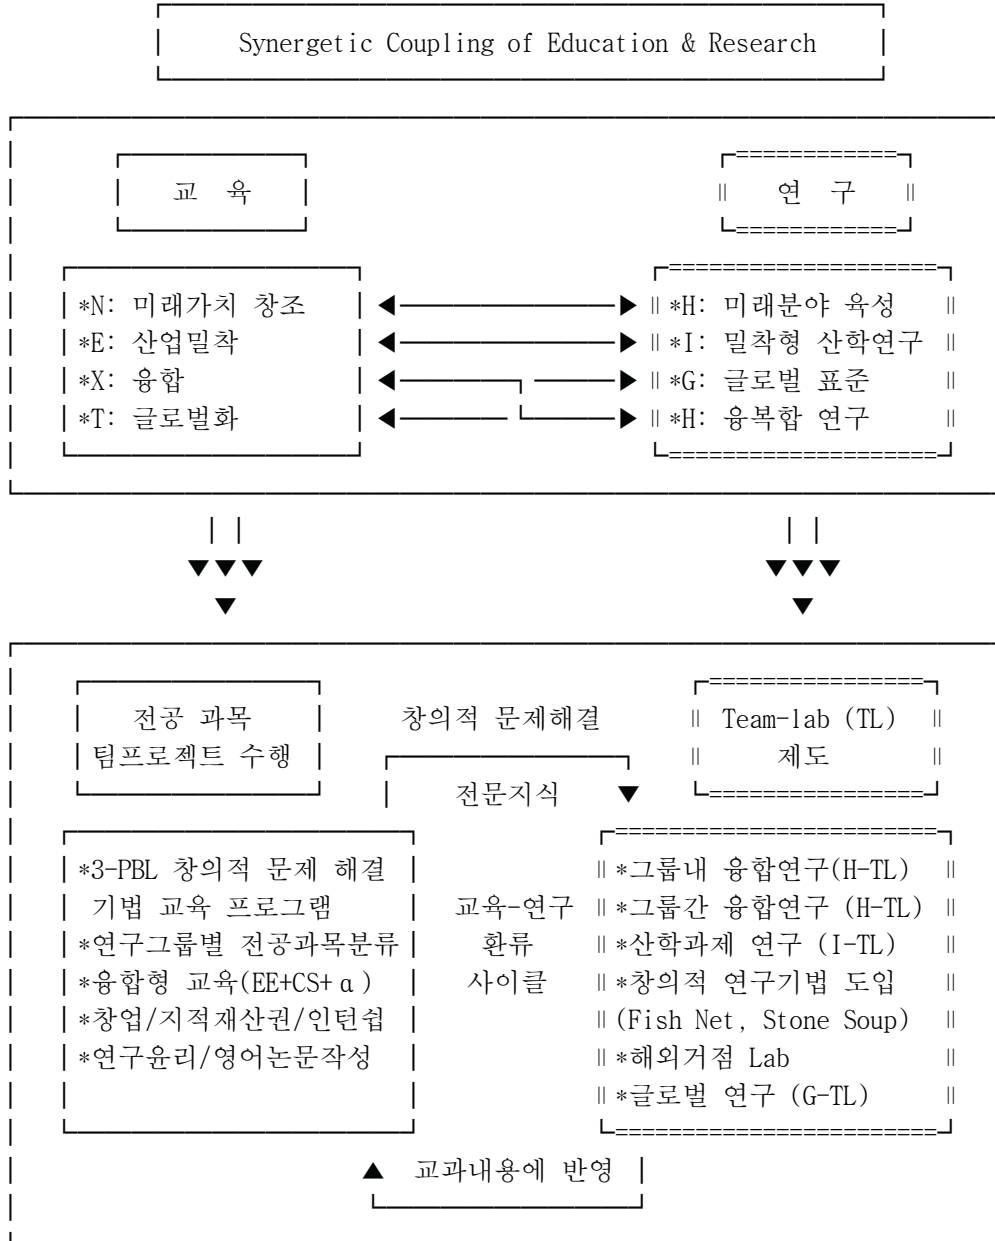 Synergetic Coupling of Education & Research
교 육
연 구
*N: 미래가치 창조
*E: 산업밀착
*X: 융합
*T: 글로벌화
*H: 미래분야 육성
*I: 밀착형 산학연구
*G: 글로벌 표준
*H: 융복합 연구
전공 과목
팀프로젝트 수행
창의적 문제해결
전문지식
Team-lab (TL)
제도
*3-PBL 창의적 문제 해결
기법 교육 프로그램
*연구그룹별 전공과목분류
*융합형 교육(EE+CS+α)
*창업/지적재산권/인턴쉽
*연구윤리/영어논문작성
교육-연구
환류
사이클
*그룹내 융합연구(H-TL)
*그룹간 융합연구 (H-TL)
*산학과제 연구 (I-TL)
*창의적 연구기법 도입
(Fish Net, Stone Soup)
*해외거점 Lab
*글로벌 연구 (G-TL)
교과내용에 반영